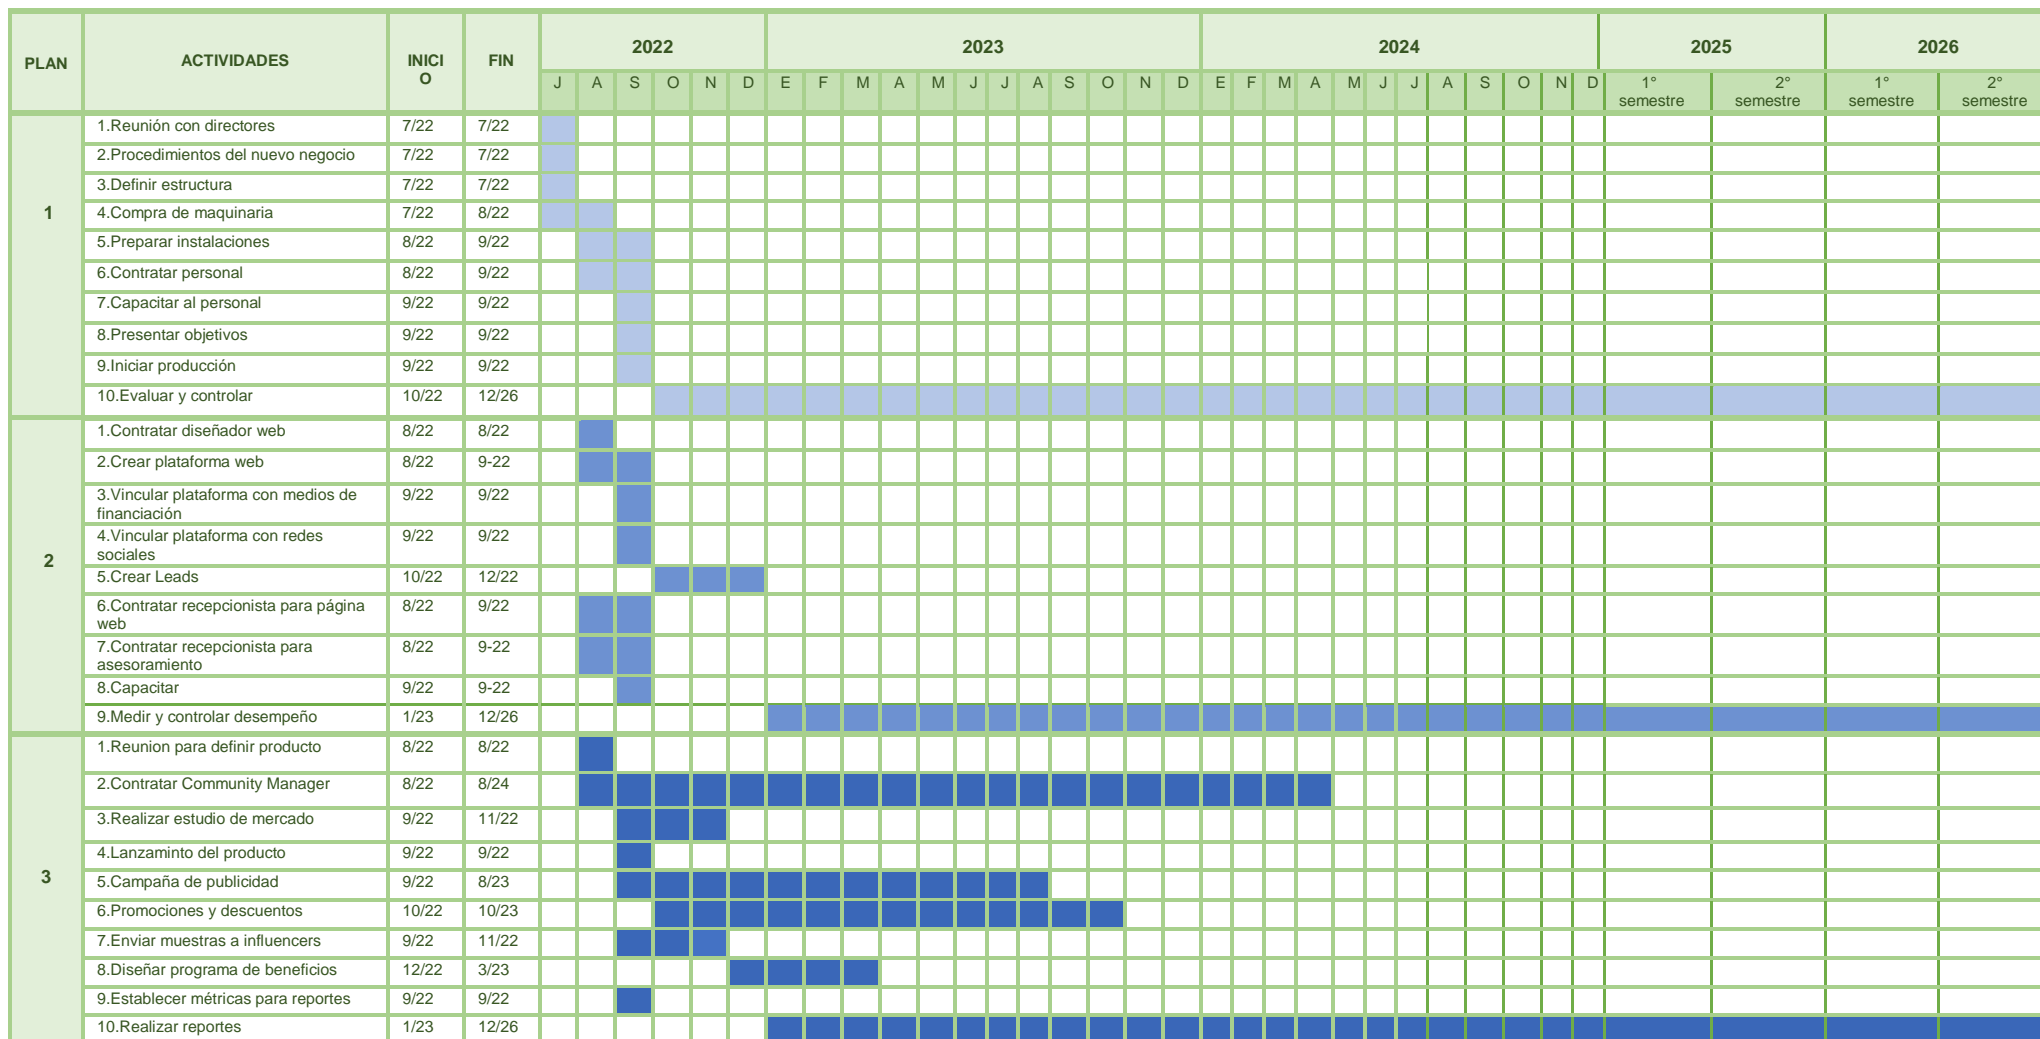 PLAN ACTIVIDADES INICI FIN 2022 2023 2024 2025 2026
O
J A S O N D E F M A M J J A S O N D E F M A M J J A S O N D 1° 2° 1° 2°
semestre semestre semestre semestre
1
1.Reunión con directores 7/22 7/22
2.Procedimientos del nuevo negocio 7/22 7/22
3.Definir estructura 7/22 7/22
4.Compra de maquinaria 7/22 8/22
5.Preparar instalaciones 8/22 9/22
6.Contratar personal 8/22 9/22
7.Capacitar al personal 9/22 9/22
8.Presentar objetivos 9/22 9/22
9.Iniciar producción 9/22 9/22
10.Evaluar y controlar 10/22 12/26
2
1.Contratar diseñador web 8/22 8/22
2.Crear plataforma web 8/22 9-22
3.Vincular plataforma con medios de 9/22 9/22
financiación
4.Vincular plataforma con redes 9/22 9/22
sociales
5.Crear Leads 10/22 12/22
6.Contratar recepcionista para página 8/22 9/22
web
7.Contratar recepcionista para 8/22 9-22
asesoramiento
8.Capacitar 9/22 9-22
9.Medir y controlar desempeño 1/23 12/26
3
1.Reunion para definir producto 8/22 8/22
2.Contratar Community Manager 8/22 8/24
3.Realizar estudio de mercado 9/22 11/22
4.Lanzaminto del producto 9/22 9/22
5.Campaña de publicidad 9/22 8/23
6.Promociones y descuentos 10/22 10/23
7.Enviar muestras a influencers 9/22 11/22
8.Diseñar programa de beneficios 12/22 3/23
9.Establecer métricas para reportes 9/22 9/22
10.Realizar reportes 1/23 12/26